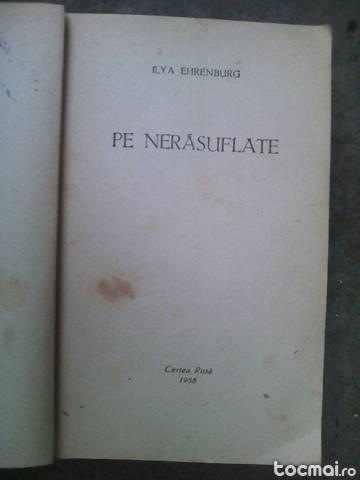 ILYA EHRENBURG
PE NERĂSUFLATE
Cartea Rusă
1958
tocmai.ro